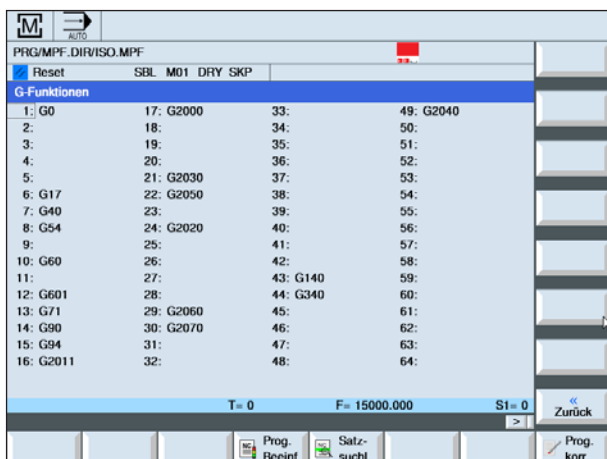 M AUTO
PRG/MPF.DIR/ISO.MPF
Reset SBL M01 DRY SKP
G-Funktionen
1: G0 17: G2000 33: 49: G2040
2: 18: 34: 50:
3: 19: 35: 51:
4: 20: 36: 52:
5: 21: G2030 37: 53:
6: G17 22: G2050 38: 54:
7: G40 23: 39: 55:
8: G54 24: G2020 40: 56:
9: 25: 41: 57:
10: G60 26: 42: 58:
11: 27: 43: G140 59:
12: G601 28: 44: G340 60:
13: G71 29: G2060 45: 61:
14: G90 30: G2070 46: 62:
15: G94 31: 47: 63:
16: G2011 32: 48: 64:
T= 0 F= 15000.000 S1= 0
«
Zurück
>
NC Prog. Satz- Prog.
Beeinf suchl korr